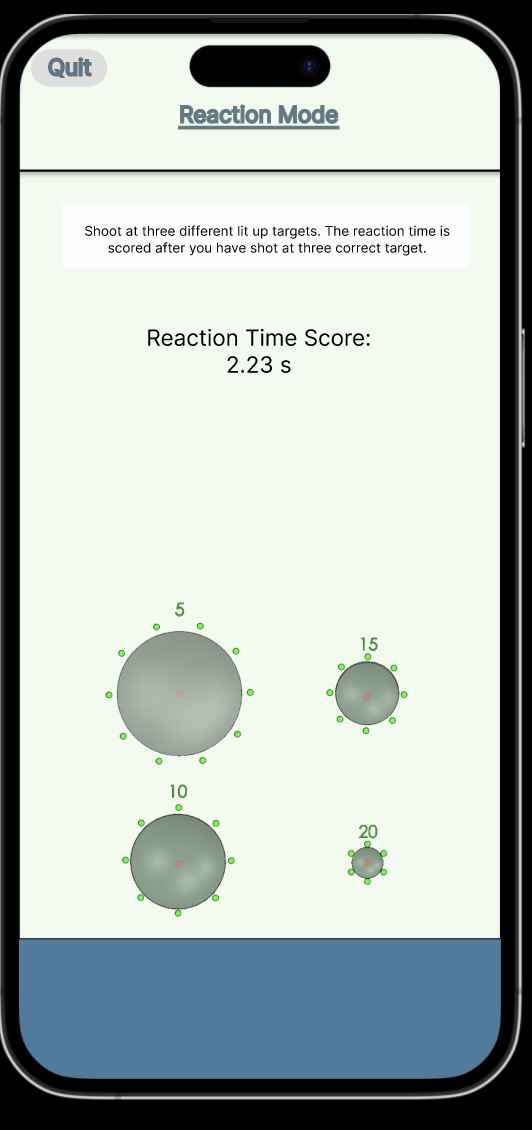 Quit
Reaction Mode
Shoot at three different lit up targets. The reaction time is
scored after you have shot at three correct target.
Reaction Time Score:
2.23 s
5
15
10
20